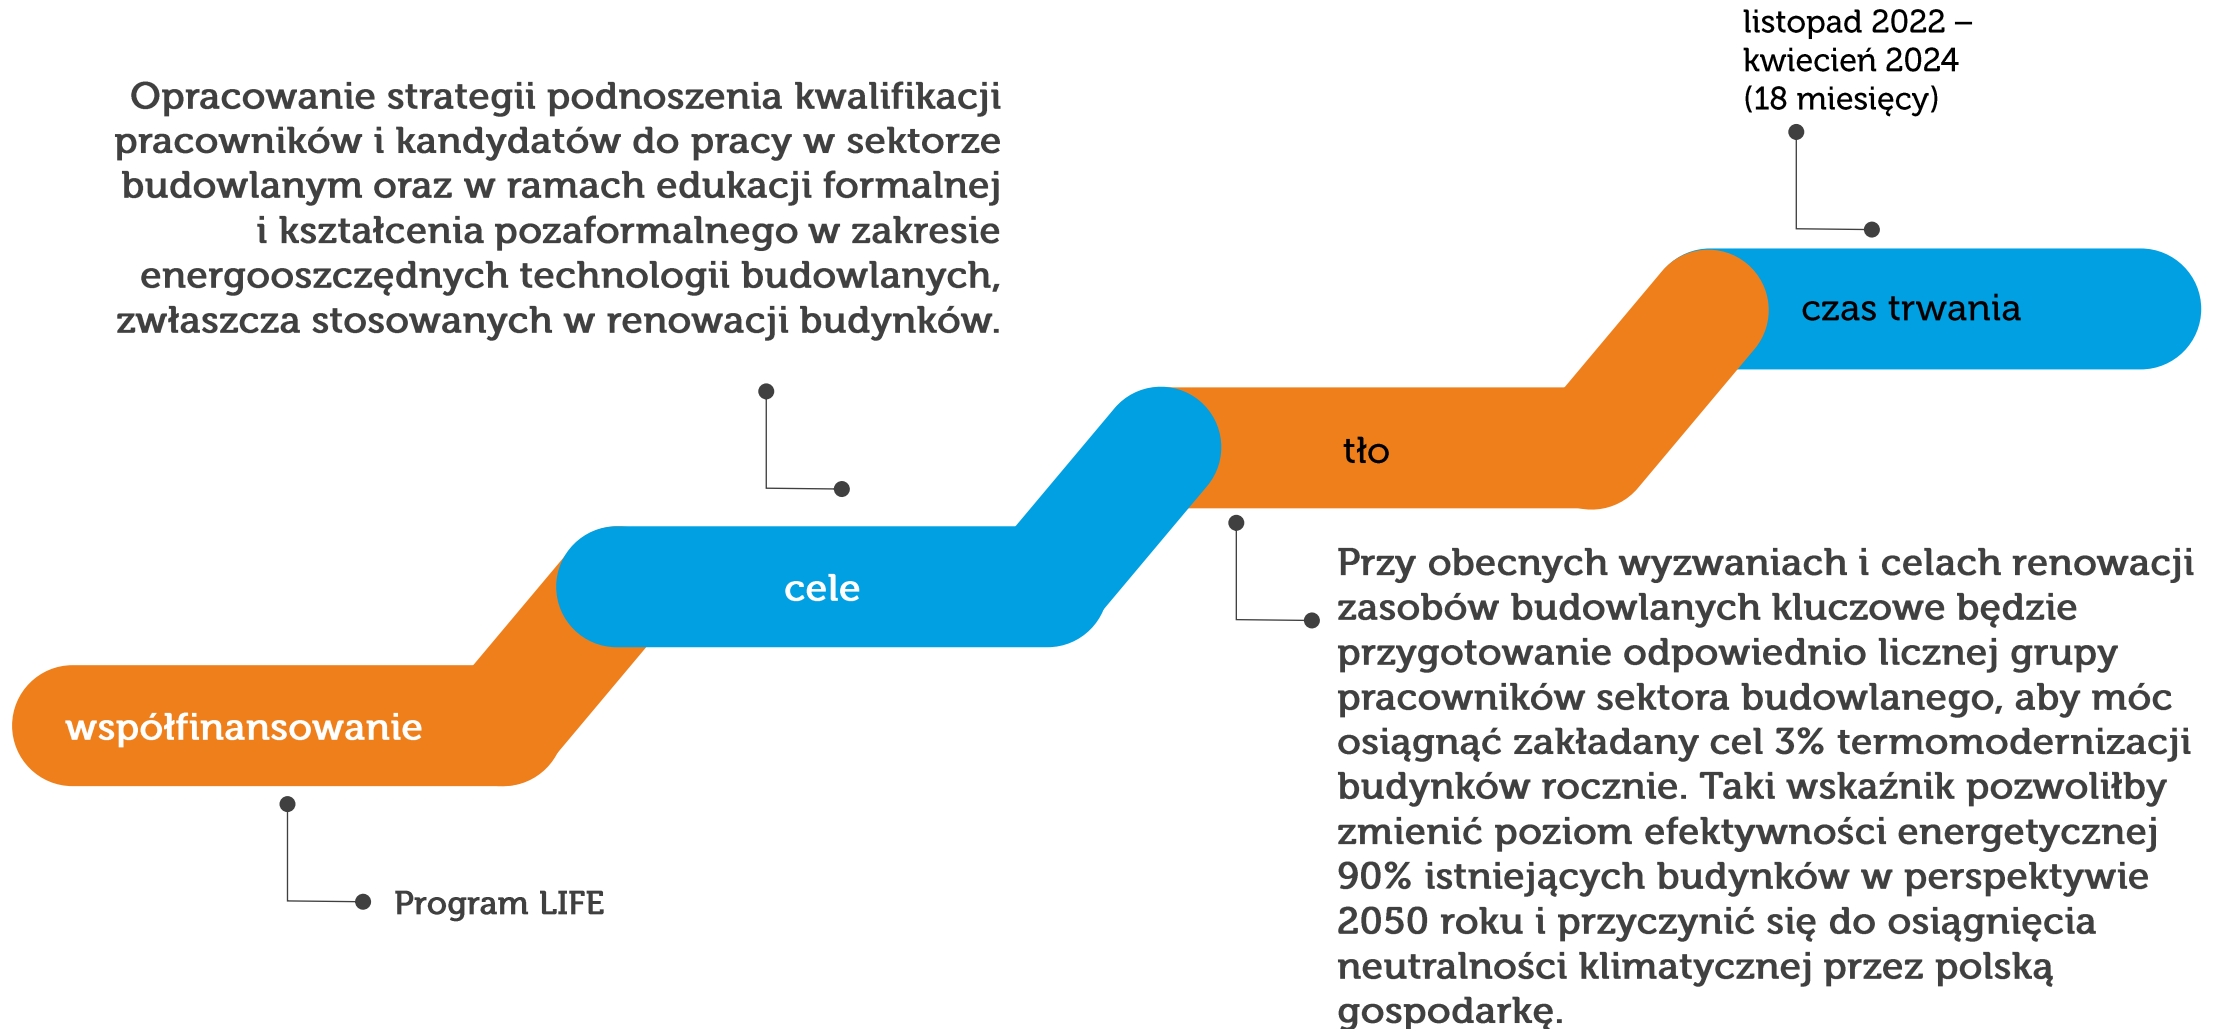 listopad 2022 –
kwiecień 2024
(18 miesięcy)
Opracowanie strategii podnoszenia kwalifikacji
pracowników i kandydatów do pracy w sektorze
budowlanym oraz w ramach edukacji formalnej
i kształcenia pozaformalnego w zakresie
energooszczędnych technologii budowlanych,
zwłaszcza stosowanych w renowacji budynków.
czas trwania
tło
cele
Przy obecnych wyzwaniach i celach renowacji
zasobów budowlanych kluczowe będzie
przygotowanie odpowiednio licznej grupy
pracowników sektora budowlanego, aby móc
osiągnąć zakładany cel 3% termomodernizacji
budynków rocznie. Taki wskaźnik pozwoliłby
zmienić poziom efektywności energetycznej
90% istniejących budynków w perspektywie
2050 roku i przyczynić się do osiągnięcia
neutralności klimatycznej przez polską
gospodarkę.
współfinansowanie
Program LIFE